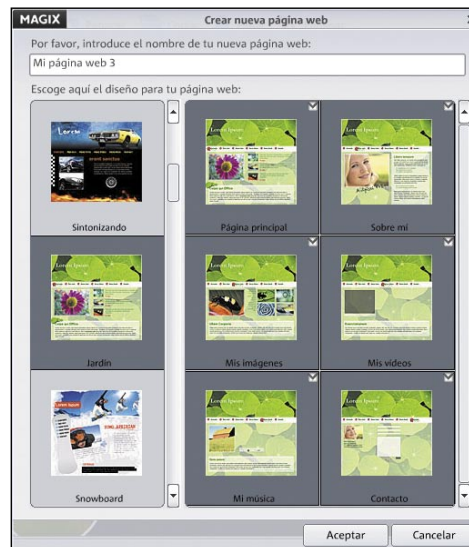 MAGIX
Crear nueva página web
Por favor, introduce el nombre de tu nueva página web:
Mi página web 3
Escoge aquí el diseño para tu página web:
Sintonizando
Jardín
Snowboard
Página principal
Sobre mí
Mis imágenes
Mis vídeos
Mi música
Contacto
Aceptar
Cancelar